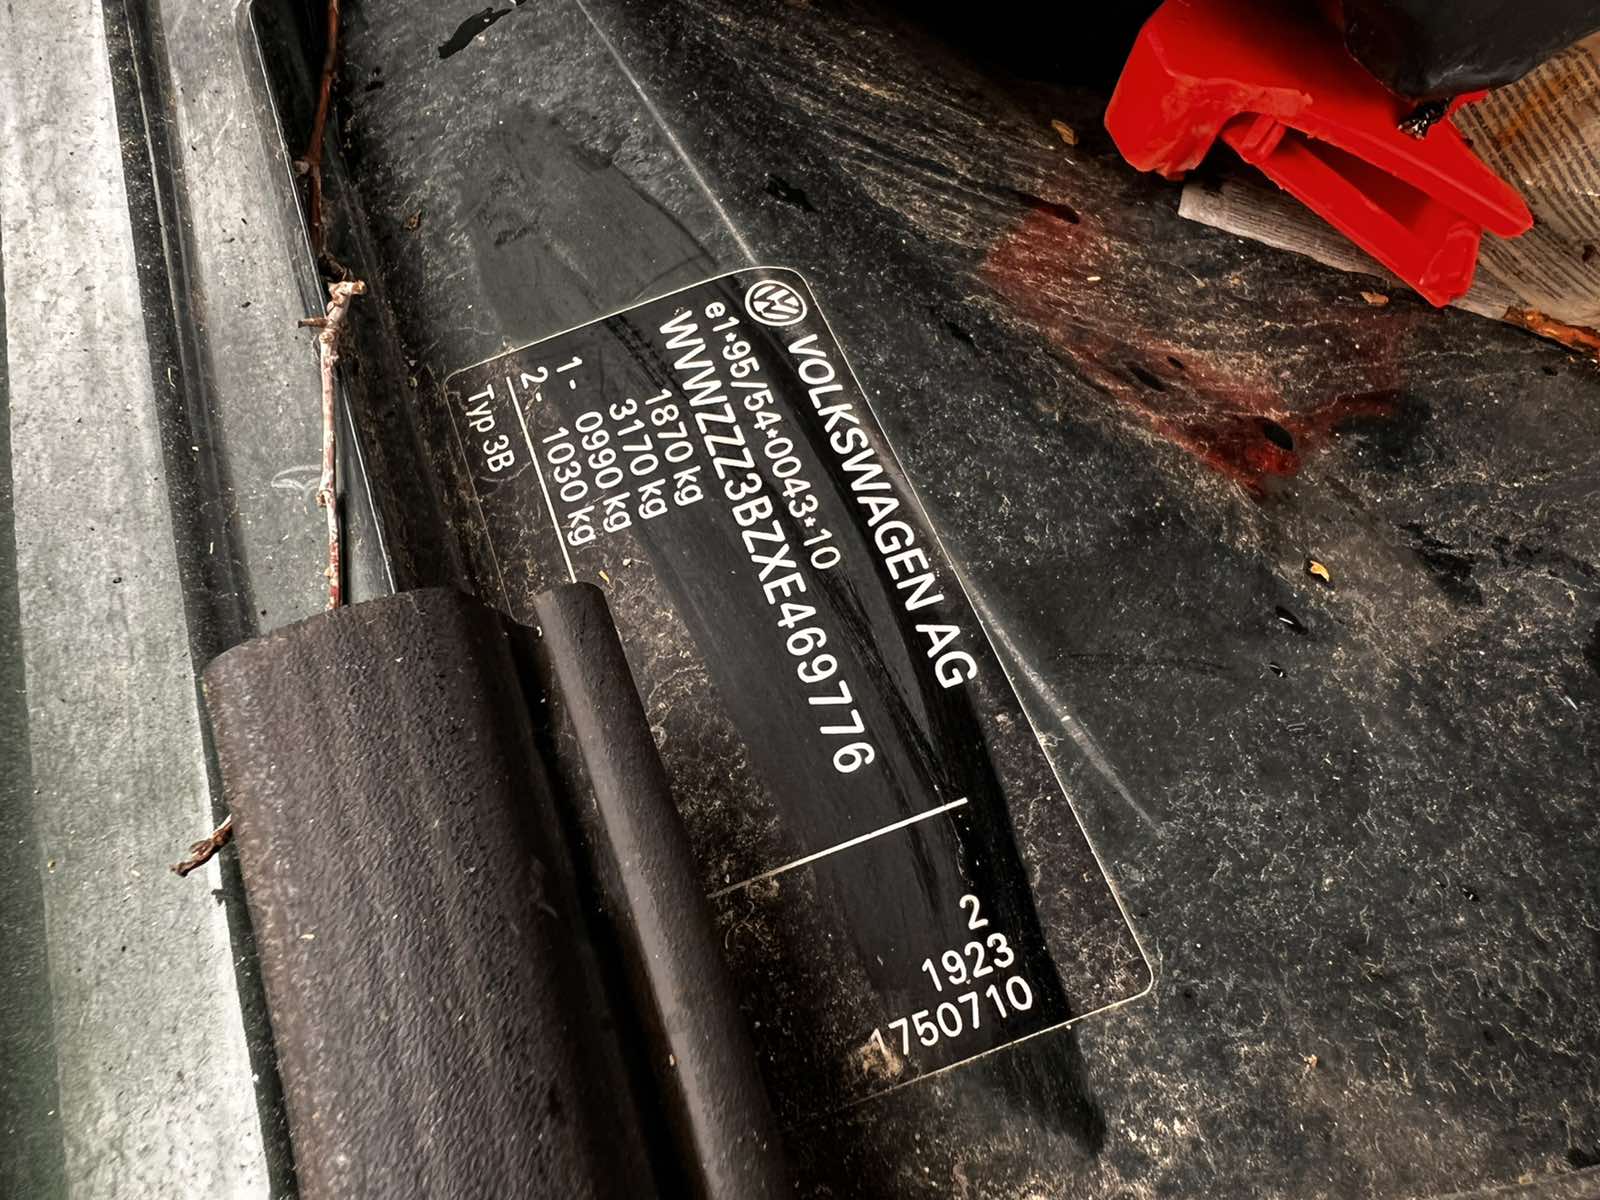 VOLKSWAGEN AG
e1*95/54*0043*10
WVWZZZ3BZXE469776
1870 kg
3170 kg
1- 0990 kg
2- 1030 kg
Typ 3B
2
1923
1750710